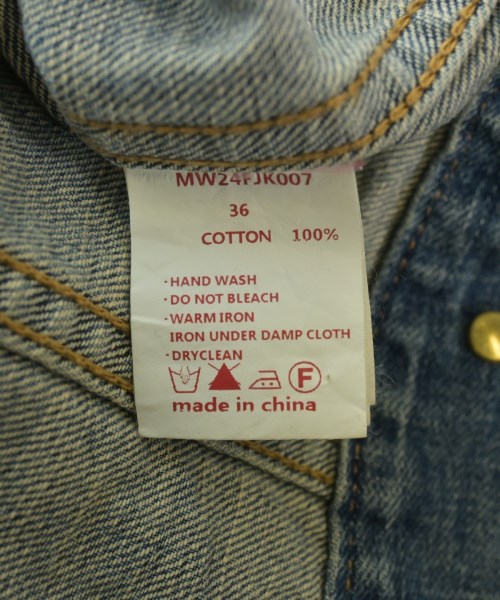 MW24FJK007
36
COTTON 100%
·HAND WASH
·DO NOT BLEACH
·WARM IRON
IRON UNDER DAMP CLOTH
·DRYCLEAN
F
made in china